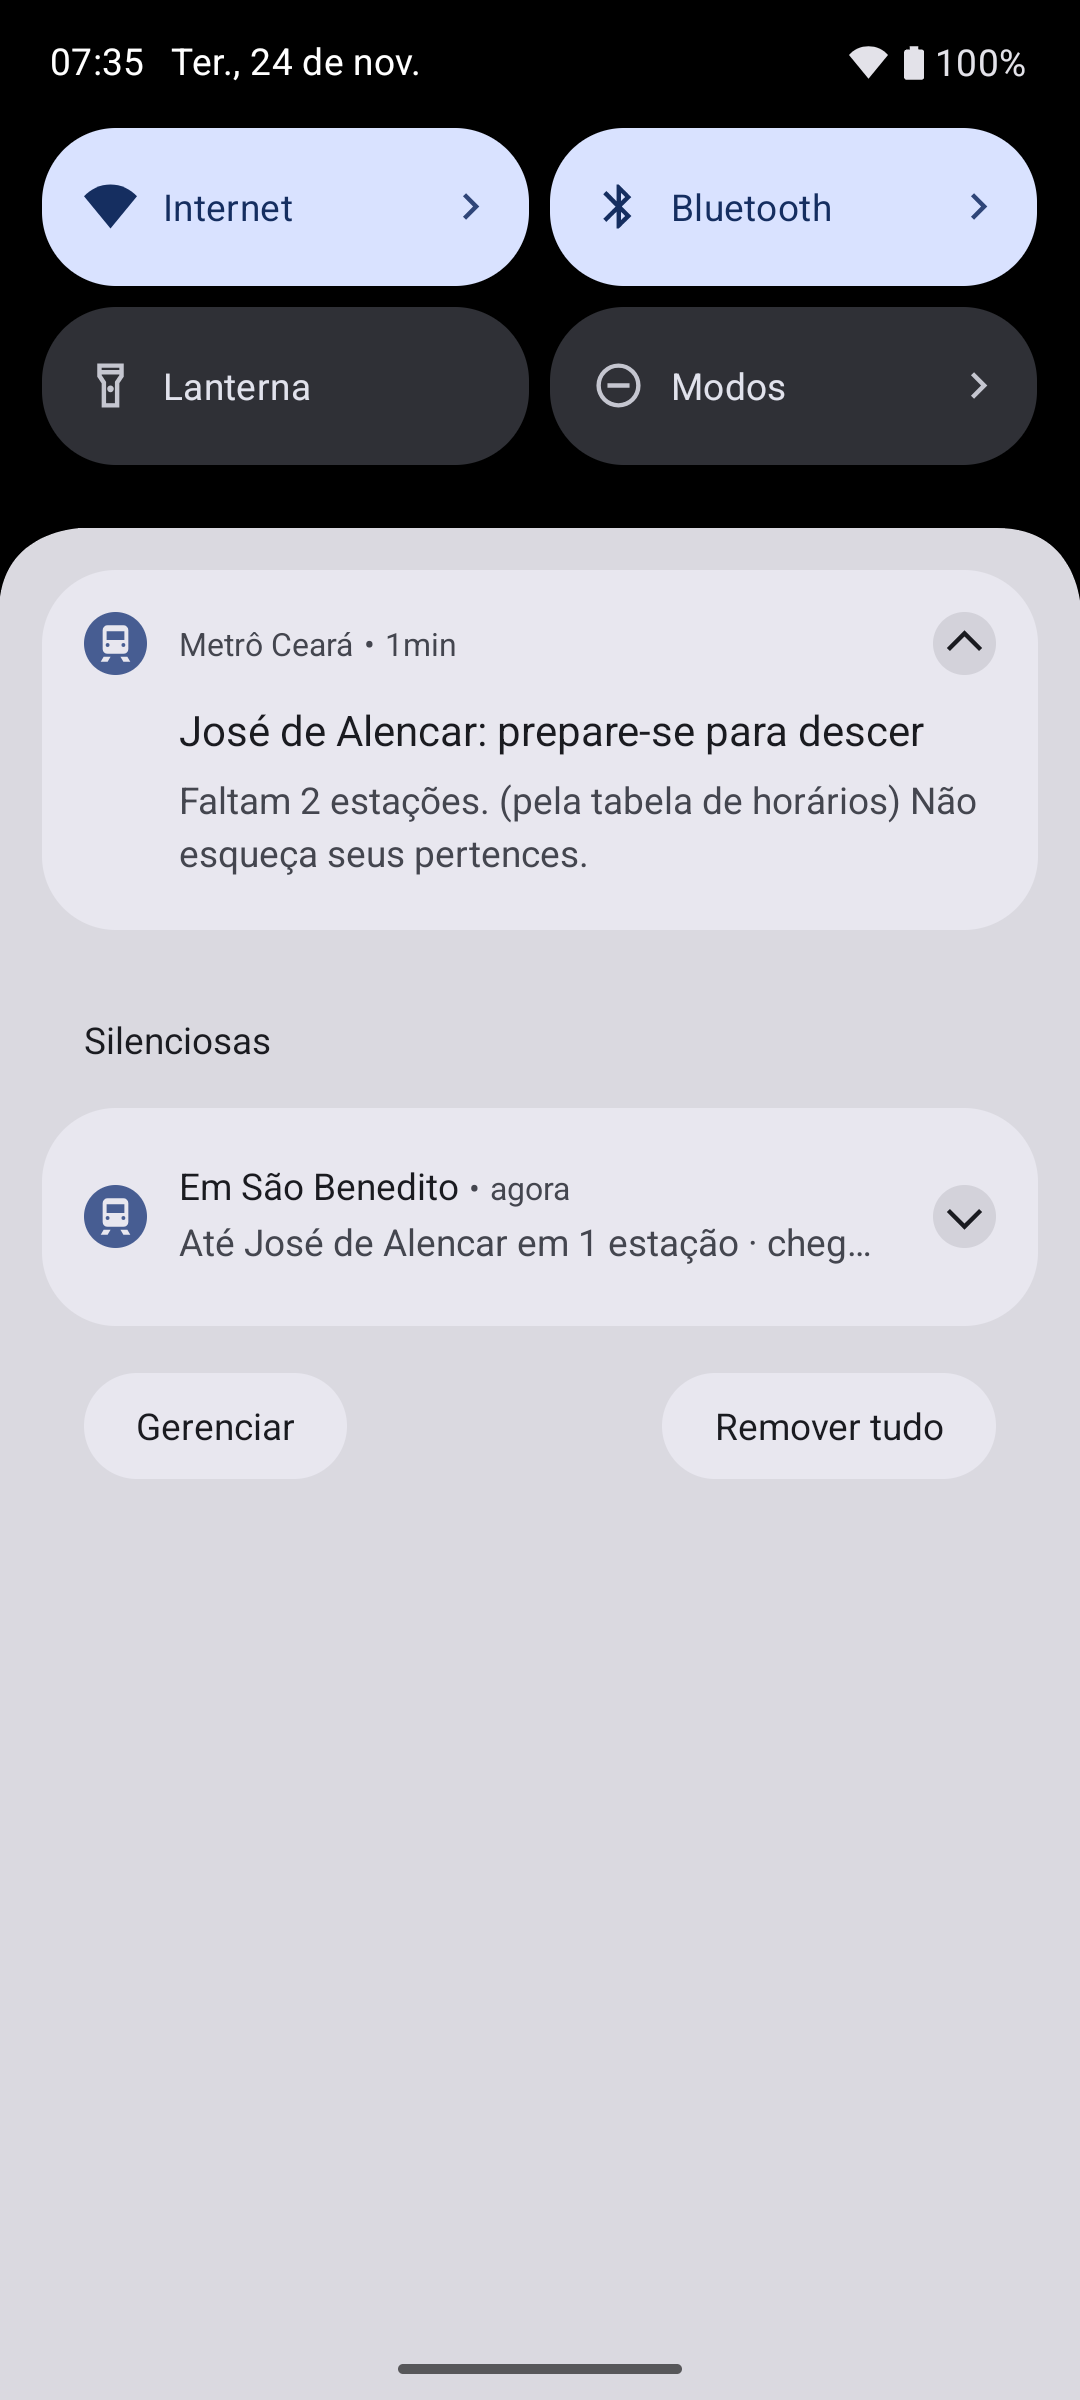 07:35 Ter., 24 de nov. 100%
Internet
Bluetooth
Lanterna
Modos
Metrô Ceará • 1min
José de Alencar: prepare-se para descer
Faltam 2 estações. (pela tabela de horários) Não
esqueça seus pertences.
Silenciosas
Em São Benedito • agora
Até José de Alencar em 1 estação · cheg…
Gerenciar
Remover tudo